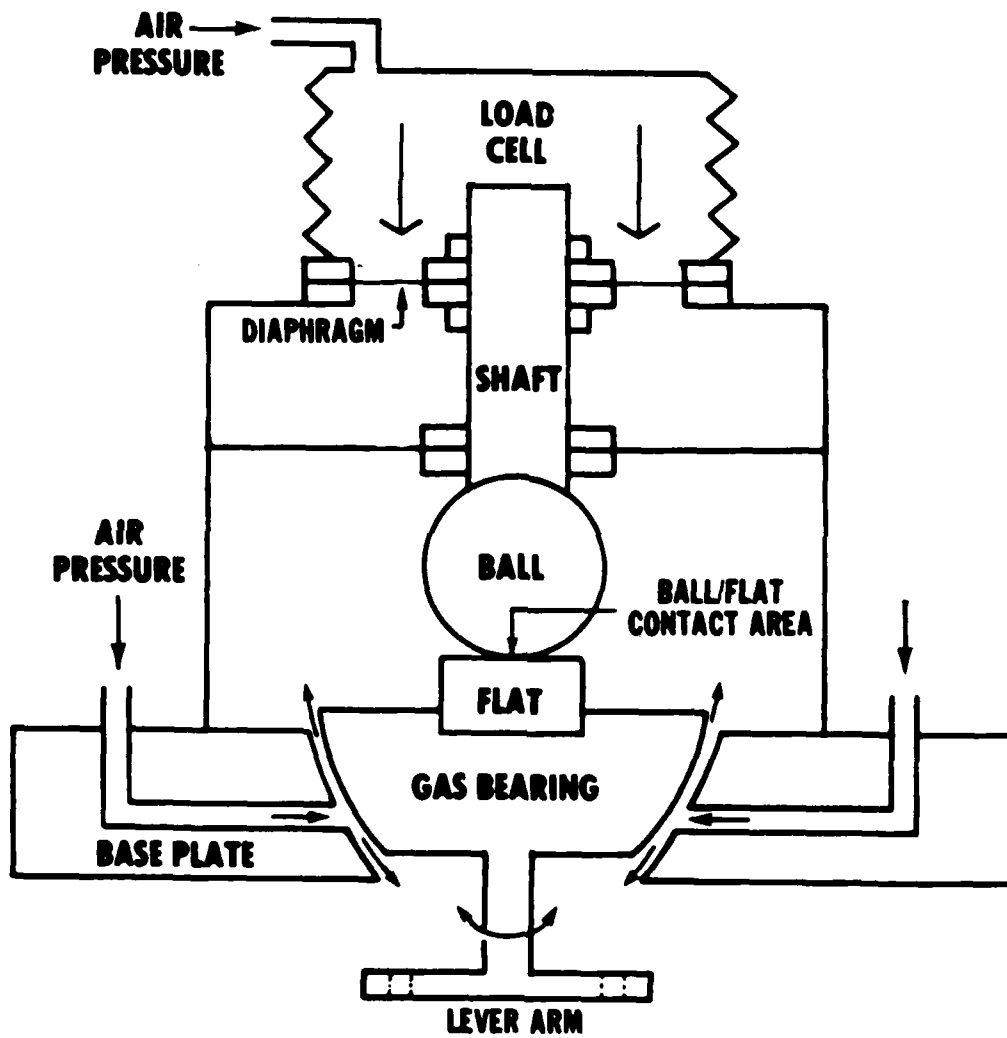 AIR
PRESSURE
LOAD
CELL
DIAPHRAGM
SHAFT
AIR
PRESSURE
BALL
BALL/FLAT
CONTACT AREA
FLAT
GAS BEARING
BASE PLATE
LEVER ARM